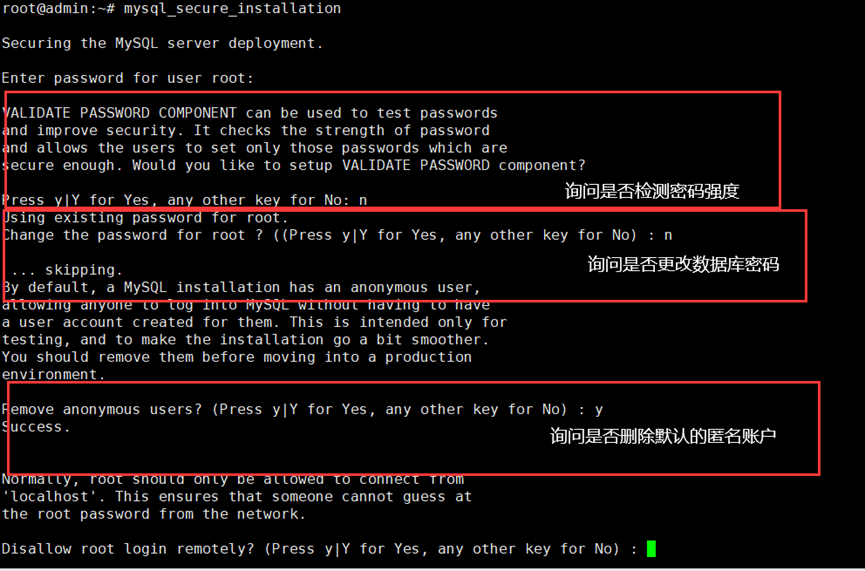 root@admin:~# mysql_secure_installation
Securing the MySQL server deployment.
Enter password for user root:
VALIDATE PASSWORD COMPONENT can be used to test passwords
and improve security. It checks the strength of password
and allows the users to set only those passwords which are
secure enough. Would you like to setup VALIDATE PASSWORD component?
询问是否检测密码强度
Press y|Y for Yes, any other key for No: n
Using existing password for root.
Change the password for root ? ((Press y|Y for Yes, any other key for No) : n
询问是否更改数据库密码
... skipping.
By default, a MySQL installation has an anonymous user,
allowing anyone to log into MySQL without having to have
a user account created for them. This is intended only for
testing, and to make the installation go a bit smoother.
You should remove them before moving into a production
environment.
Remove anonymous users? (Press y|Y for Yes, any other key for No) : y
Success.
询问是否删除默认的匿名账户
Normally, root should only be allowed to connect from
'localhost'. This ensures that someone cannot guess at
the root password from the network.
Disallow root login remotely? (Press y|Y for Yes, any other key for No) :